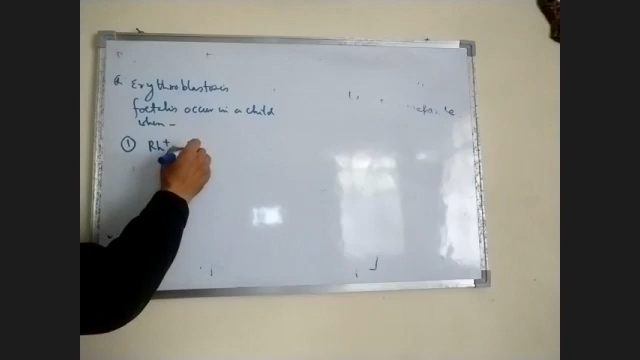 Q Erythroblastosis
foetalis occur in a child
when -
① Rh+